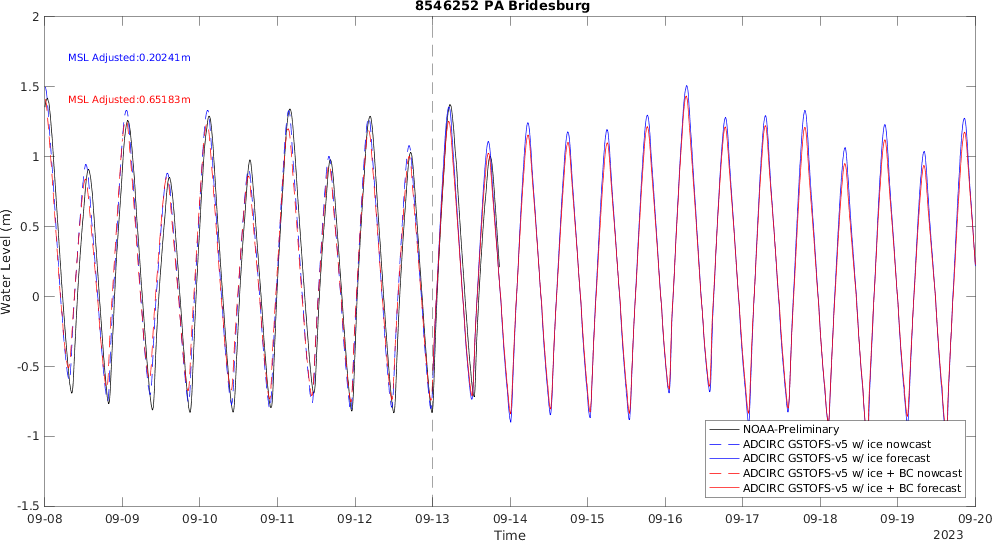 8546252 PA Bridesburg
2
1.5
1
0.5
0
-0.5
-1
-1.5
Water Level (m)
MSL Adjusted:0.20241m
MSL Adjusted:0.65183m
NOAA-Preliminary
ADCIRC GSTOFS-v5 w/ ice nowcast
ADCIRC GSTOFS-v5 w/ ice forecast
ADCIRC GSTOFS-v5 w/ ice + BC nowcast
ADCIRC GSTOFS-v5 w/ ice + BC forecast
09-08 09-09 09-10 09-11 09-12 09-13 09-14 09-15 09-16 09-17 09-18 09-19 09-20
Time
2023